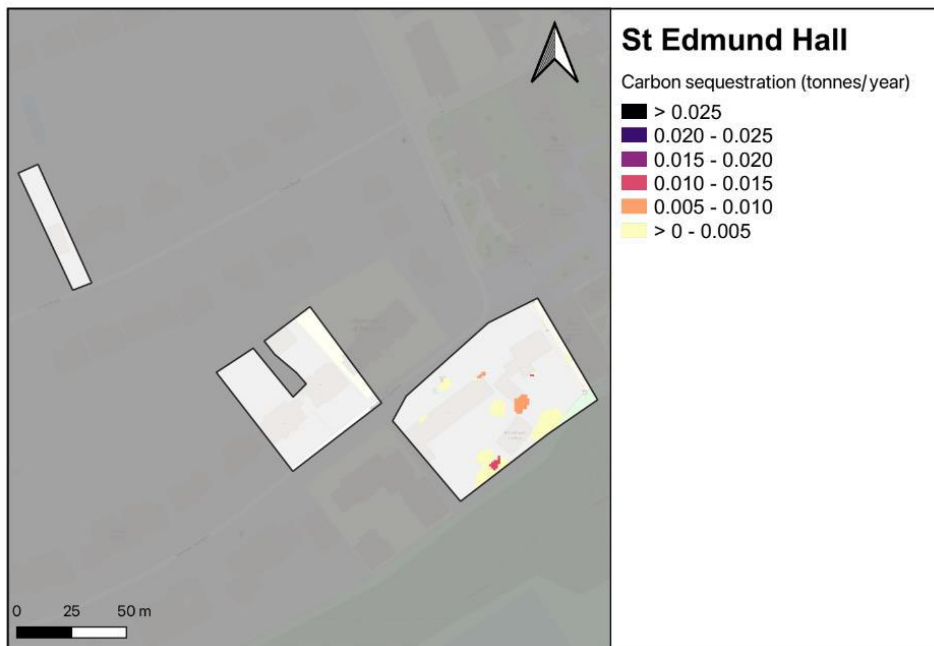 St Edmund Hall
Carbon sequestration (tonnes/year)
> 0.025
0.020 - 0.025
0.015 - 0.020
0.010 - 0.015
0.005 - 0.010
> 0 - 0.005
0 25 50 m